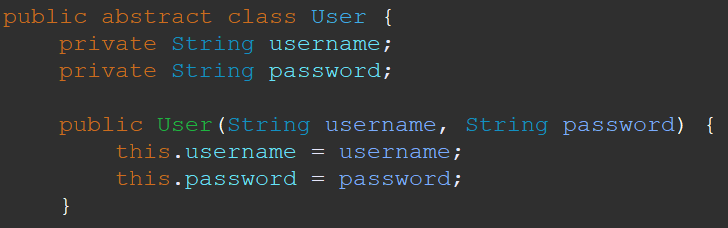 public abstract class User {
    private String username;
    private String password;

    public User(String username, String password) {
        this.username = username;
        this.password = password;
    }